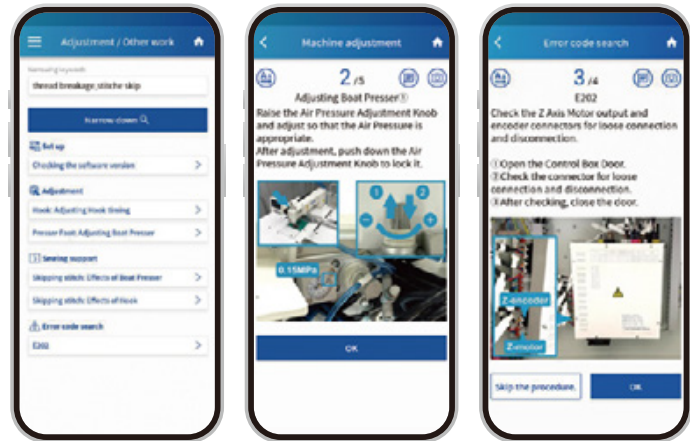 Adjustment / Other work
Narrowing keywords
thread breakage,stitche skip
Narrow down
Set up
Checking the software version
Adjustment
Hook: Adjusting Hook timing
Presser Foot: Adjusting Boat Presser
Sewing support
Skipping stitch: Effects of Boat Presser
Skipping stitch: Effects of Hook
Error code search
E202
Machine adjustment
2 /5
Adjusting Boat Presser①
Raise the Air Pressure Adjustment Knob
and adjust so that the Air Pressure is
appropriate.
After adjustment, push down the Air
Pressure Adjustment Knob to lock it.
1 2
0.15MPa
OK
Error code search
3 /4
E202
Check the Z Axis Motor output and
encoder connectors for loose connection
and disconnection.
①Open the Control Box Door.
②Check the connector for loose
connection and disconnection.
③After checking, close the door.
Z-encoder
Z-motor
Skip the procedure.
OK